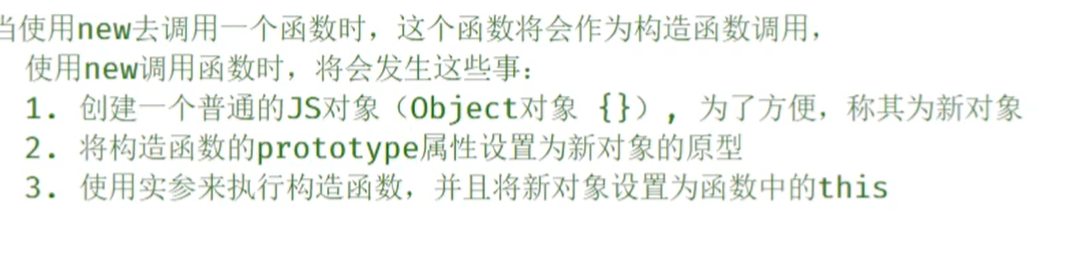 当使用new去调用一个函数时，这个函数将会作为构造函数调用，
使用new调用函数时，将会发生这些事：
1. 创建一个普通的JS对象（Object对象 {}）, 为了方便，称其为新对象
2. 将构造函数的prototype属性设置为新对象的原型
3. 使用实参来执行构造函数，并且将新对象设置为函数中的this